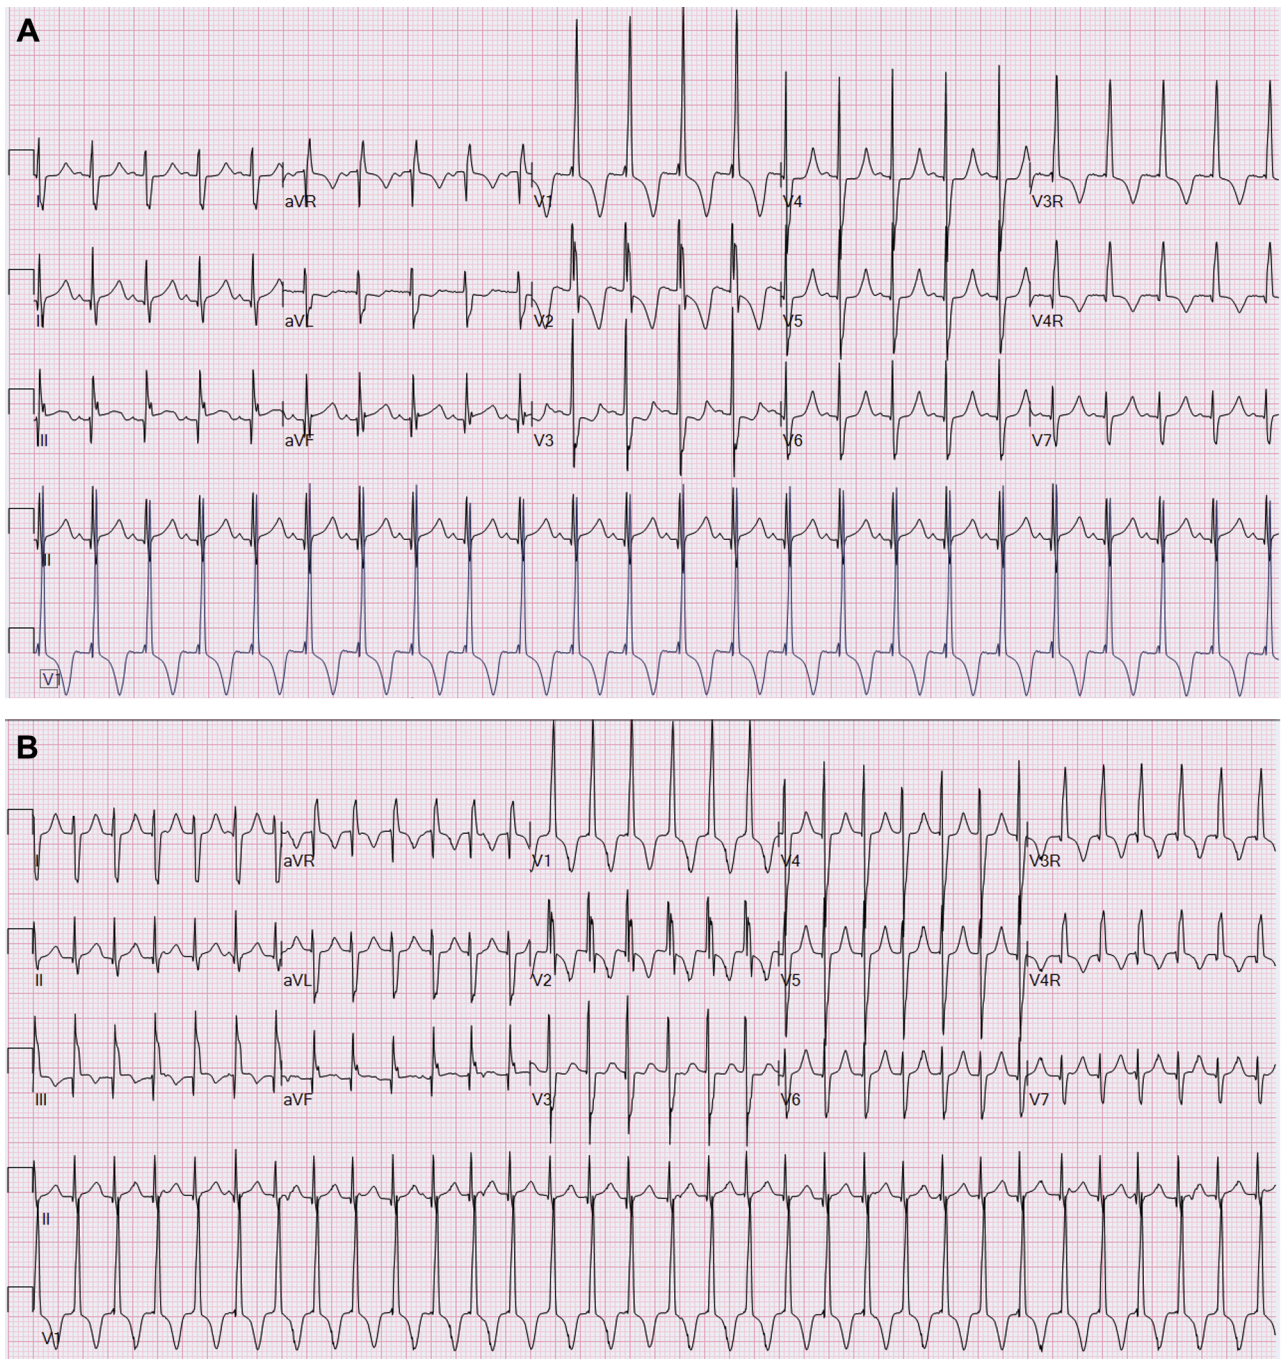 A
I aVR V1 V4 V3R
II aVL V2 V5 V4R
III aVF V3 V6 V7
II
V1
B
I aVR V1 V4 V3R
II aVL V2 V5 V4R
III aVF V3 V6 V7
II
V1